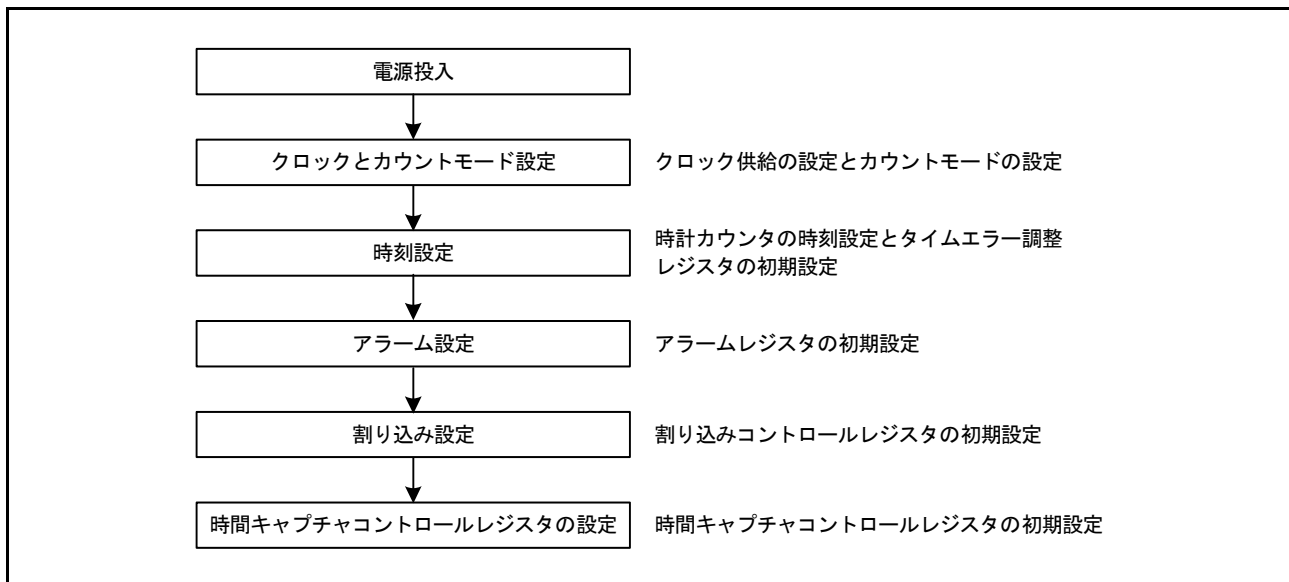 電源投入
クロックとカウントモード設定
クロック供給の設定とカウントモードの設定
時刻設定
時計カウンタの時刻設定とタイムエラー調整
レジスタの初期設定
アラーム設定
アラームレジスタの初期設定
割り込み設定
割り込みコントロールレジスタの初期設定
時間キャプチャコントロールレジスタの設定
時間キャプチャコントロールレジスタの初期設定